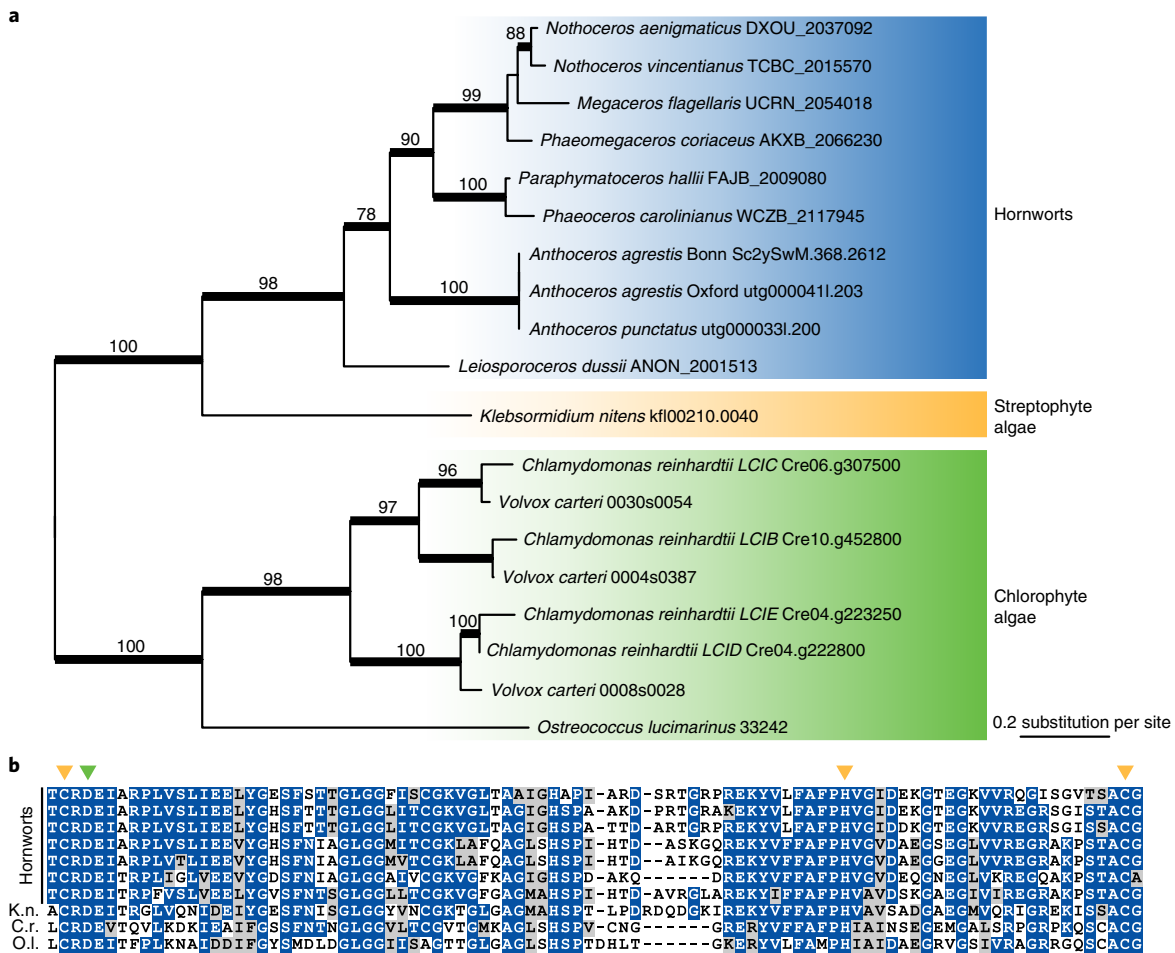 a
88
Nothoceros aenigmaticus DXOU_2037092
Nothoceros vincentianus TCBC_2015570
99
Megaceros flagellaris UCRN_2054018
90
Phaeomegaceros coriaceus AKXB_2066230
100
Paraphymatoceros hallii FAJB_2009080
78
Phaeoceros carolinianus WCZB_2117945
Hornworts
Anthoceros agrestis Bonn Sc2ySwM.368.2612
98
100
Anthoceros agrestis Oxford utg000041l.203
Anthoceros punctatus utg000033l.200
100
Leiosporoceros dussii ANON_2001513
Klebsormidium nitens kfl00210.0040
Streptophyte
algae
96
Chlamydomonas reinhardtii LCIC Cre06.g307500
97
Volvox carteri 0030s0054
Chlamydomonas reinhardtii LCIB Cre10.g452800
98
Volvox carteri 0004s0387
Chlorophyte
algae
100
Chlamydomonas reinhardtii LCIE Cre04.g223250
100
100
Chlamydomonas reinhardtii LCID Cre04.g222800
Volvox carteri 0008s0028
Ostreococcus lucimarinus 33242
0.2 substitution per site
b
Hornworts
TCRDEIARPLVSLIEELYGESFSTTGLGGFISCGKVGLTAAIGHAPI-ARD-SRTGRPREKYVLFAFPHVGIDEKGTEGKVVRQGISGVTSACG
TCRDEIARPLVSLIEELYGHSFTTTGLGGLITCGKVGLTAGIGHSPI-AKD-PRTGRAKEKYVLFAFPHVGIDEKGTEGKVVREGRSGISTACG
TCRDEIARPLVSLIEELYGHSFTTTGLGGLITCGKVGLTAGIGHSPA-TTD-ARTGRPREKYVLFAFPHVGIDDKGTEGKVVREGRSGISSACG
TCRDEIARPLVSLIEEVYGHSFNIAGLGGMITCGKLAFQAGLSHSPI-HTD---ASKGQREKYVFFAFPHVGVDAEGSEGLVVREGRAKPSTACG
TCRDEIARPLVTLIEEVYGHSFNIAGLGGMVTCGKLAFQAGLSHSPI-HTD---AIKGQREKYVFFAFPHVGVDAEGGEGLVVREGRAKPSTACG
TCRDEITRPLIGLVEEVYGDSFNIAGLGGAIVCGKVGFKAGIGHSPD-AKQ------DREKYVFFAFPHVGVDEQGNEGLVKREGQAKPSTACA
TCRDEITRPFVSLVEELYGVSFNTSGLGGLLTCGKVGFGAGMAHSPI-HTD-AVRGLAREKYIFFAFPHVAVDSKGAEGIVIREGRAKPSTACG
K.n. ACRDEITRGLVQNIDEIYGESFNISGLGGYVNCGKTGLGAGMAHSPT-LPDRDQDGKIREKYVFFAFPHVAVSADGAEGMVQRIGREKISSACG
C.r. LCRDEVTQVLKDKIEAIFGSSFNTNGLGGVLTCGVTGMKAGLSHSPV-CNG------GRERYVFFAFPHIAINSEGEMGALSRPGRPKQSCACG
O.l. LCRDEITFPLKNAIDDIFGYSMDLDGLGGIISAGTTGLGAGLSHSPTDHLT------GKERYVLFAMPHIAIDAEGRVGSIVRAGRRGQSCACG